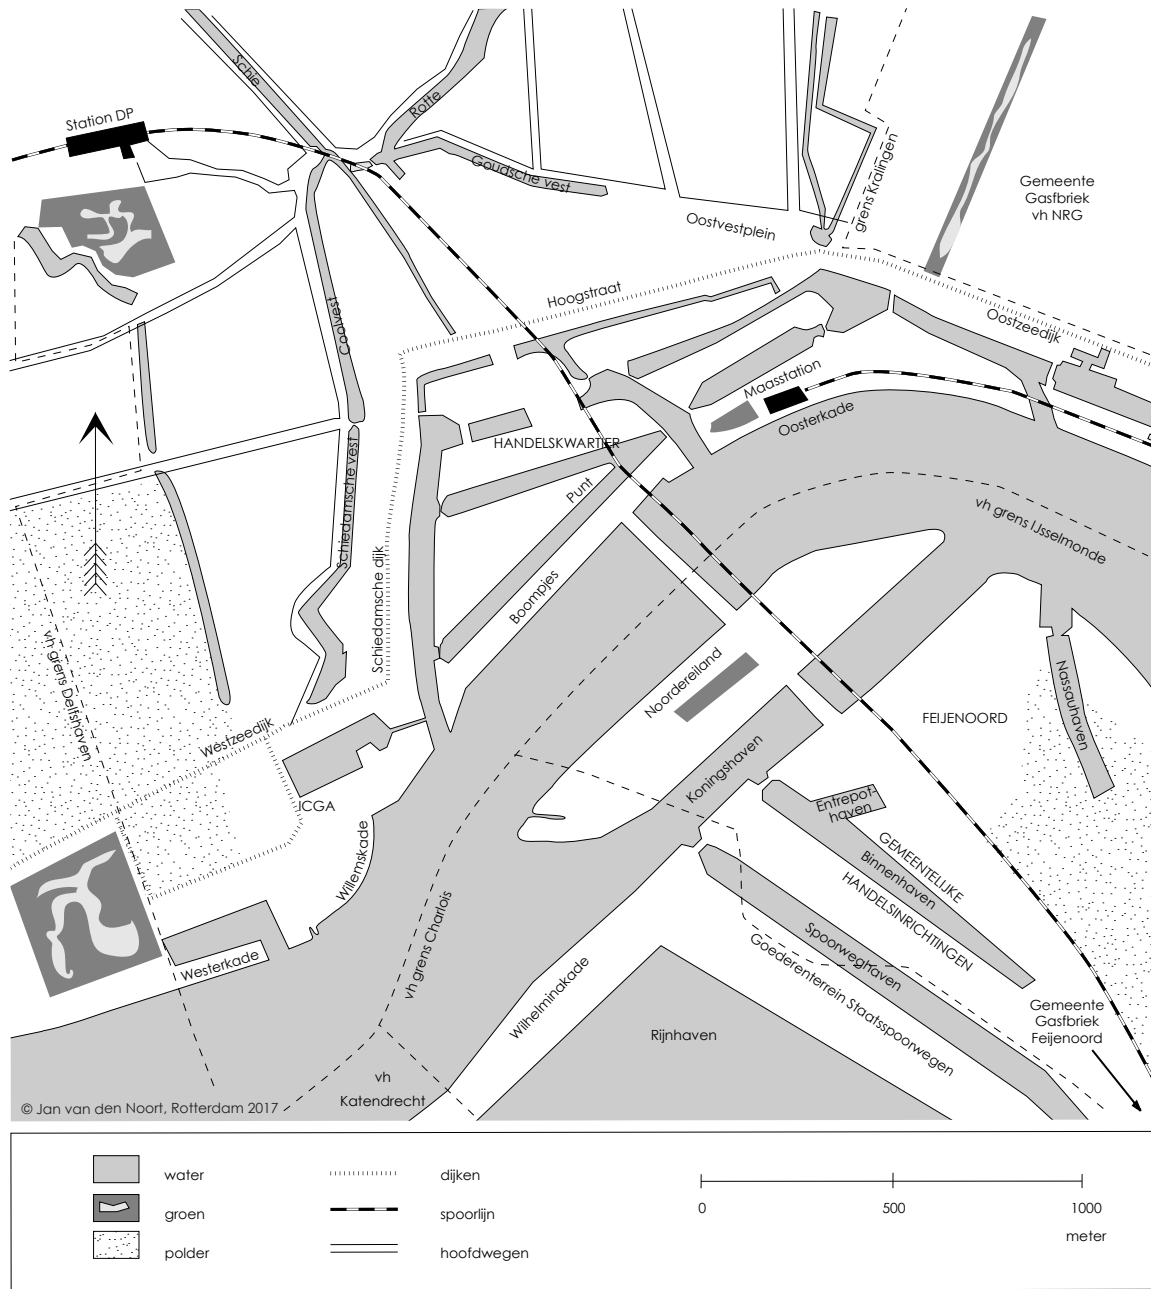 Schie
Rotte
Station DP
Goudsche vest
grens Kralingen
Gemeente
Gasfbriek
vh NRG
Oostvestplein
Hoogstraat
Oostzeedijk
Coolvest
Maasstation
Oosterkade
HANDELSKWARTIER
Schiedamsche vest
Punt
vh grens IJsselmonde
Schiedamsche dijk
Boompjes
vh grens Delfshaven
Noordereiland
Nassauhaven
FEIJENOORD
Westzeedijk
Koningshaven
ICGA
Entrepot-
haven
Willemskade
GEMEENTELIJKE
Binnenhaven
HANDELSINRICHTINGEN
vh grens Charlois
Spoorweghaven
Westerkade
Goederenterrein Staatsspoorwegen
Wilhelminakade
Gemeente
Gasfbriek
Feijenoord
Rijnhaven
vh
Katendrecht
© Jan van den Noort, Rotterdam 2017
water
groen
polder
dijken
spoorlijn
hoofdwegen
0
500
1000
meter